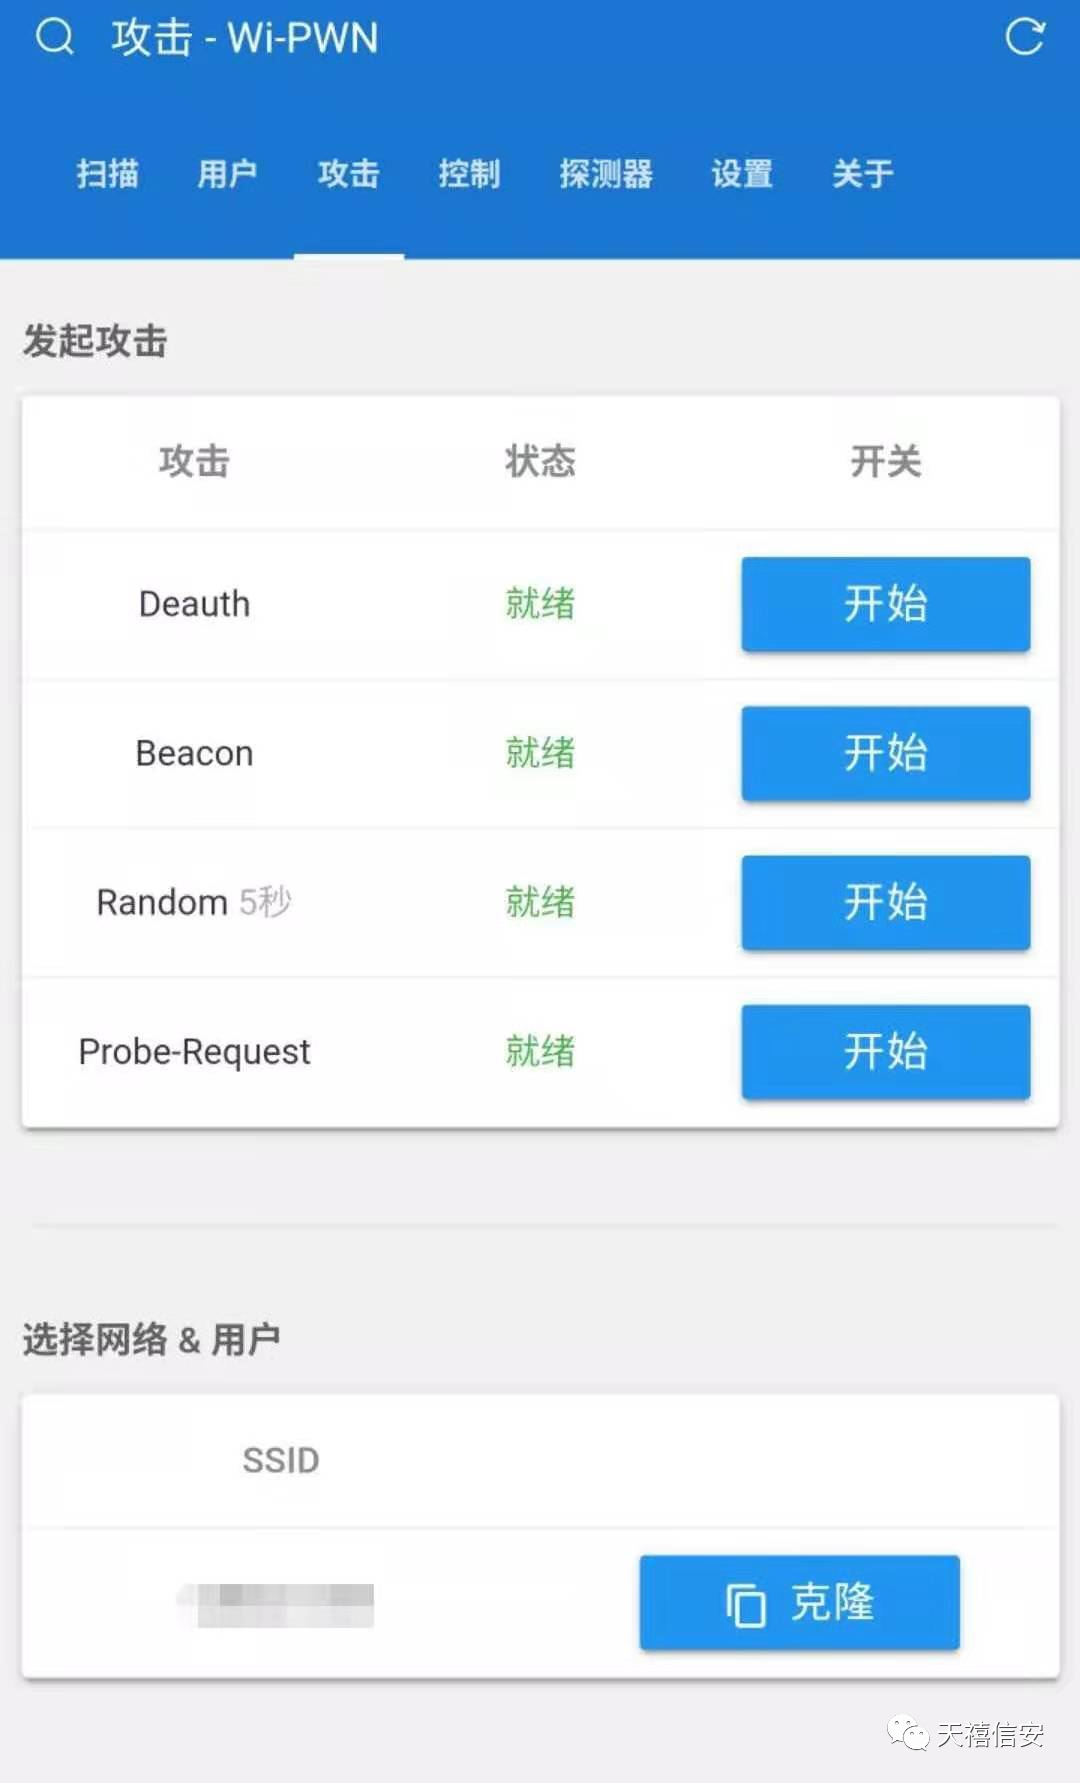 攻击 - Wi-PWN
扫描 用户 攻击 控制 探测器 设置 关于
发起攻击
攻击 状态 开关
Deauth 就绪 开始
Beacon 就绪 开始
Random 5秒 就绪 开始
Probe-Request 就绪 开始
选择网络 & 用户
SSID
克隆
天禧信安